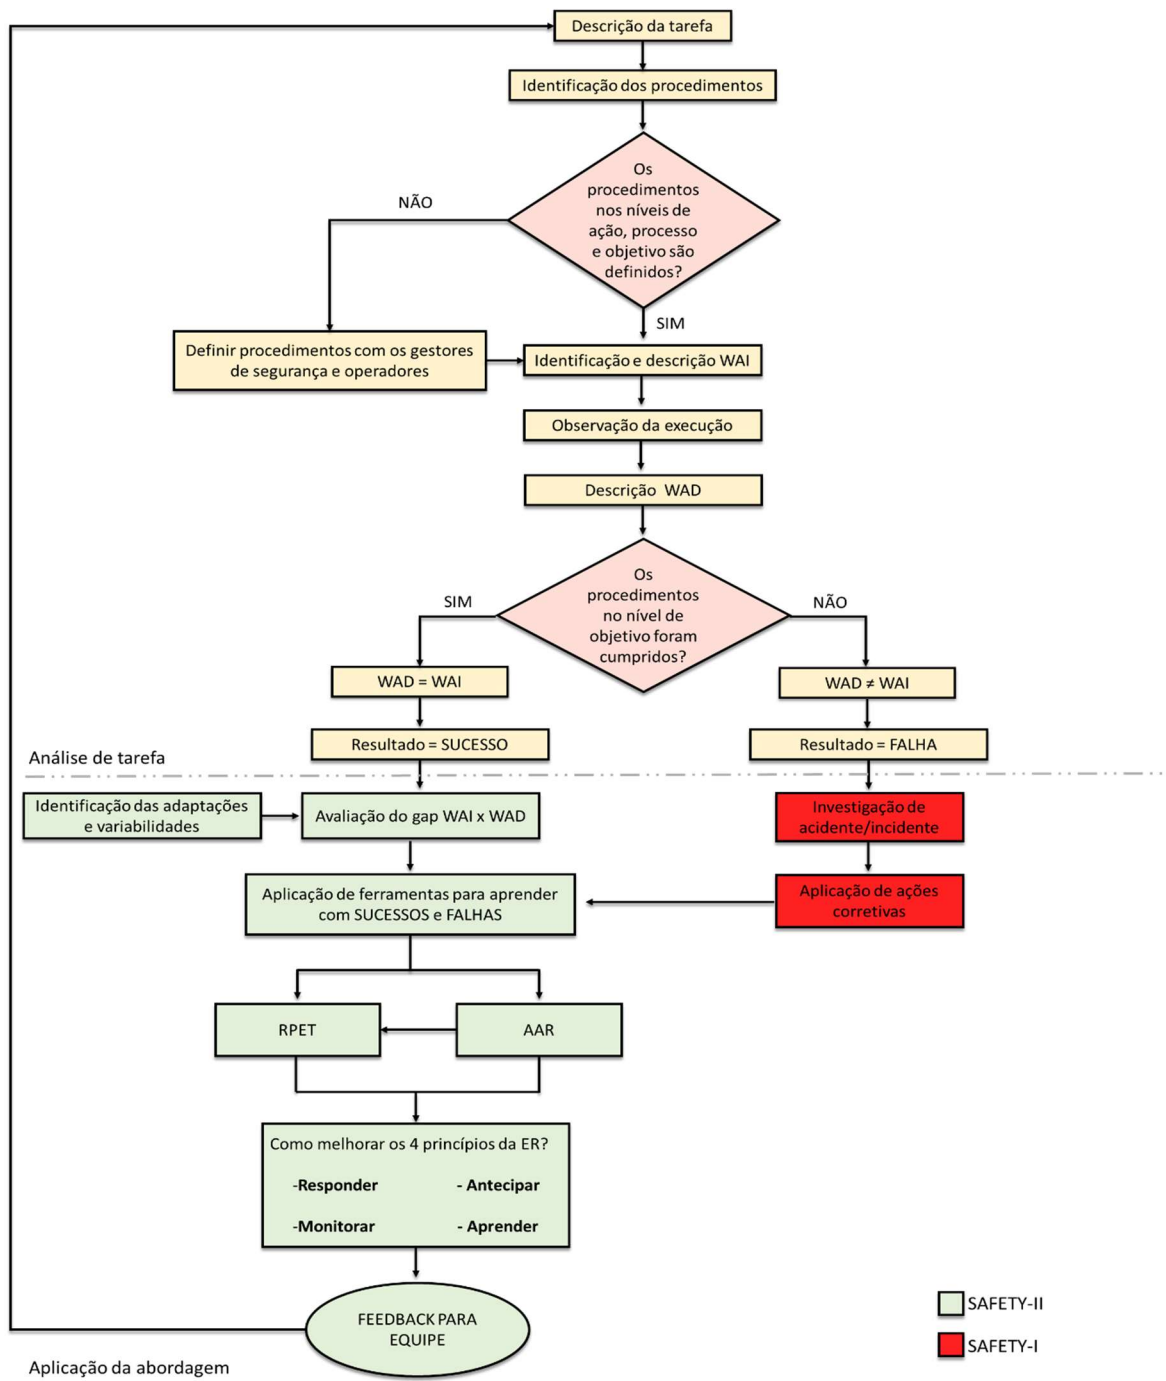 Descrição da tarefa
Identificação dos procedimentos
Os
procedimentos
nos níveis de
ação, processo
e objetivo são
definidos?
NÃO
SIM
Definir procedimentos com os gestores
de segurança e operadores
Identificação e descrição WAI
Observação da execução
Descrição WAD
Os
procedimentos
no nível de
objetivo foram
cumpridos?
SIM
NÃO
WAD = WAI
WAD ≠ WAI
Resultado = SUCESSO
Resultado = FALHA
Análise de tarefa
Identificação das adaptações
e variabilidades
Avaliação do gap WAI x WAD
Investigação de
acidente/incidente
Aplicação de ferramentas para aprender
com SUCESSOS e FALHAS
Aplicação de ações
corretivas
RPET
AAR
Como melhorar os 4 princípios da ER?
-Responder - Antecipar
-Monitorar - Aprender
FEEDBACK PARA
EQUIPE
SAFETY-II
SAFETY-I
Aplicação da abordagem